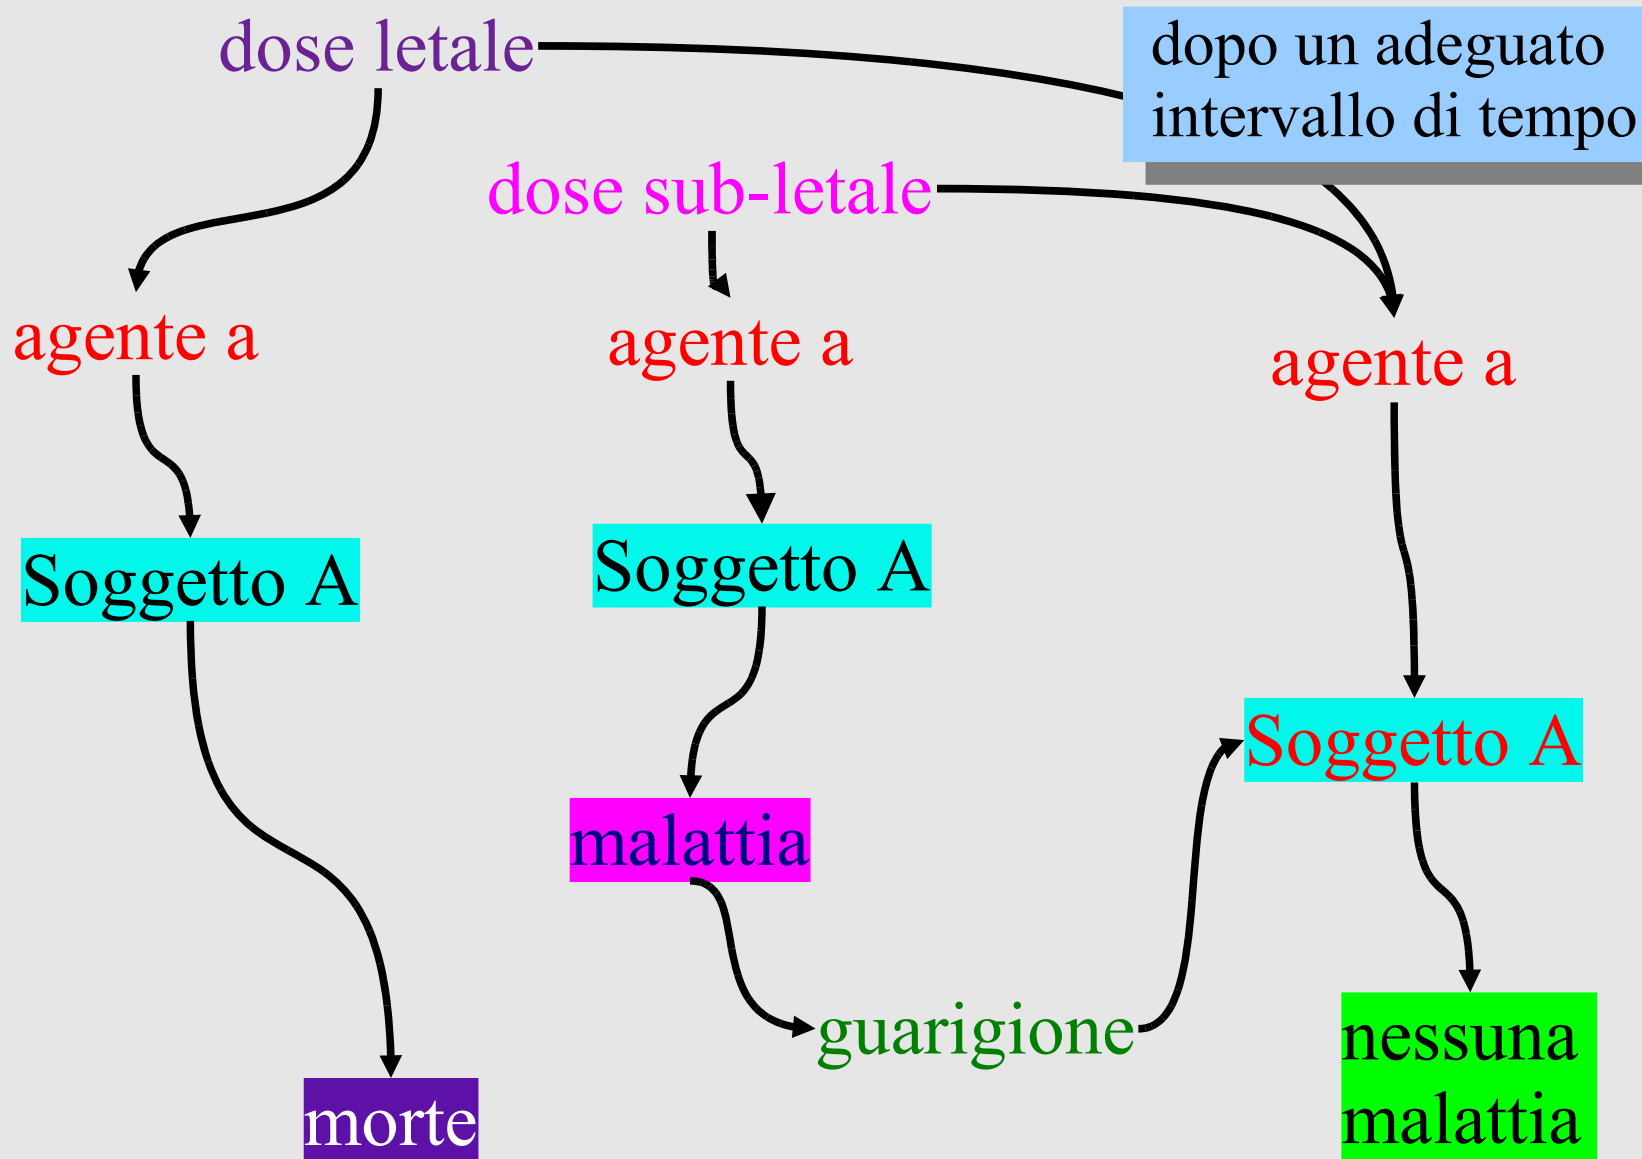 dose letale
dopo un adeguato
intervallo di tempo
dose sub-letale
agente a
agente a
agente a
Soggetto A
Soggetto A
Soggetto A
malattia
guarigione
nessuna
malattia
morte